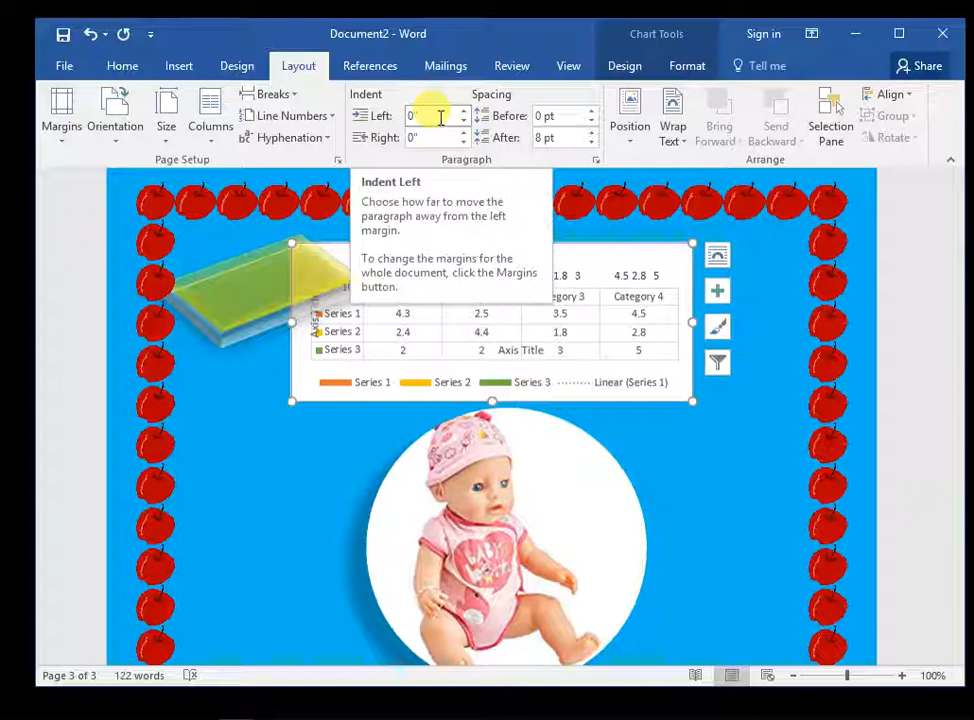 Document2 - Word
Chart Tools
Sign in
File Home Insert Design Layout References Mailings Review View Design Format Tell me Share
Margins Orientation Size Columns
Breaks
Line Numbers
Hyphenation
Page Setup
Indent
Left: 0"
Right: 0"
Spacing
Before: 0 pt
After: 8 pt
Paragraph
Position Wrap Text Bring Forward Send Backward Selection Pane
Align
Group
Rotate
Arrange
Indent Left
Choose how far to move the
paragraph away from the left
margin.
To change the margins for the
whole document, click the Margins
button.
1.8 3 4.5 2.8 5
egory 3 Category 4
Series 1 4.3 2.5 3.5 4.5
Series 2 2.4 4.4 1.8 2.8
Series 3 2 2 3 5
Axis Title
Series 1 Series 2 Series 3 Linear (Series 1)
BABY
Page 3 of 3 122 words
100%